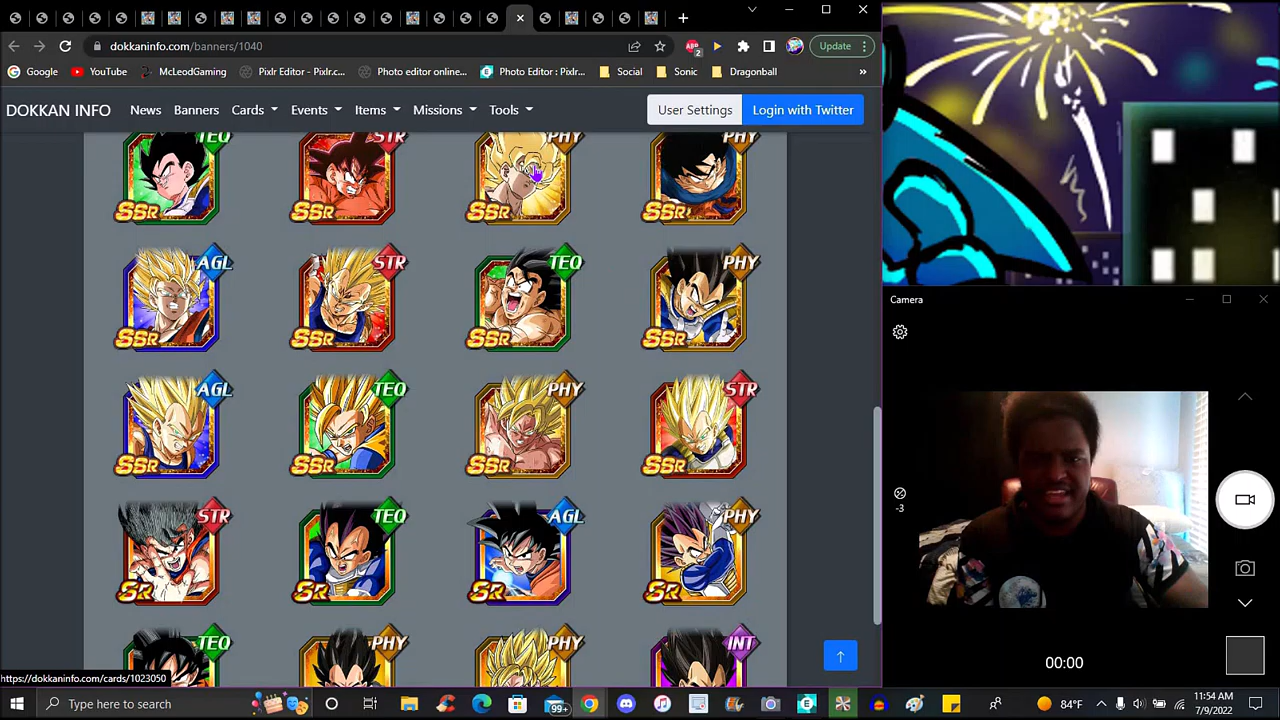 dokkaninfo.com/banners/1040
2
Update
Google
YouTube
McLeodGaming
Pixlr Editor - Pixlr.c...
Photo editor online...
Photo Editor : Pixlr...
Social
Sonic
Dragonball
»
DOKKAN INFO
News
Banners
Cards
Events
Items
Missions
Tools
User Settings
Login with Twitter
TEQ
STR
PHY
PHY
SSR
SSR
SSR
SSR
AGL
STR
TEQ
PHY
SSR
SSR
SSR
SSR
AGL
TEQ
PHY
STR
SSR
SSR
SSR
SSR
STR
TEQ
AGL
PHY
SR
SR
SR
SR
TEQ
PHY
PHY
INT
https://dokkaninfo.com/cards/1023050
Camera
-3
00:00
Type here to search
99+
84°F
11:54 AM
7/9/2022